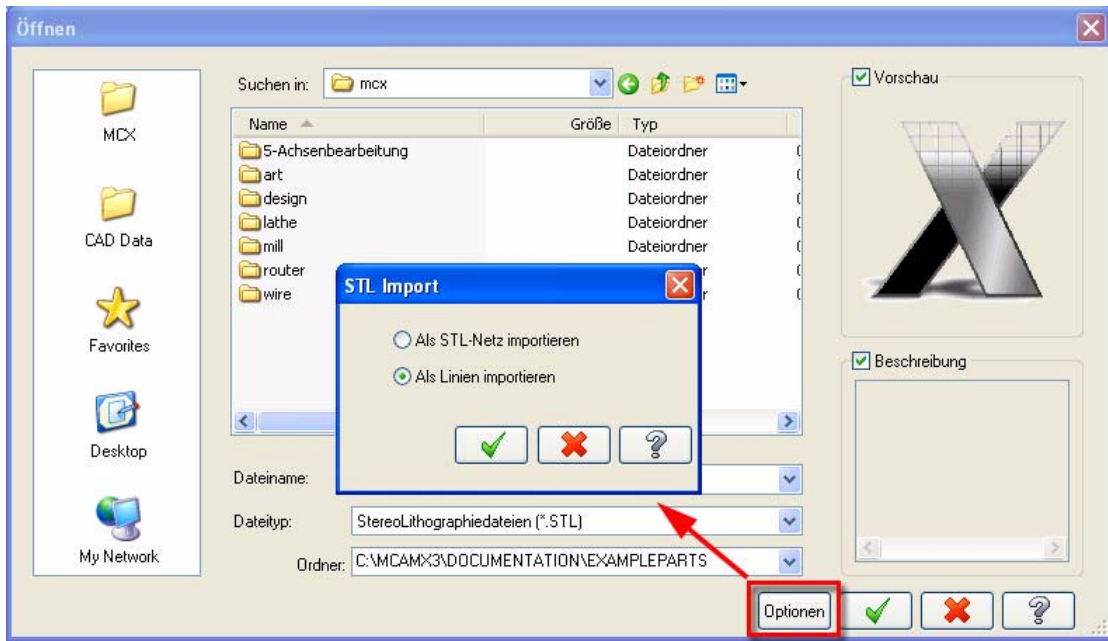 Öffnen
MCX
CAD Data
Favorites
Desktop
My Network
Suchen in: mcx
Name Größe Typ
5-Achsenbearbeitung Dateiordner
art Dateiordner
design Dateiordner
lathe Dateiordner
mill Dateiordner
router
wire
STL Import
Als STL-Netz importieren
Als Linien importieren
Dateiname:
Dateityp: StereoLithographiedateien (*.STL)
Ordner: C:\MCAMX3\DOCUMENTATION\EXAMPLEPARTS
Vorschau
Beschreibung
Optionen